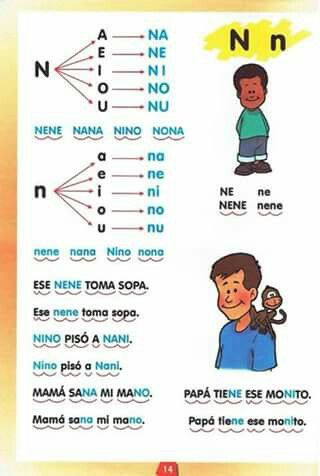 N n
A NA
E NE
N I NI
O NO
U NU
NENE NANA NINO NONA
a na
e ne
n i ni
o no
u nu
nene nana Nino nona
NE ne
NENE nene
ESE NENE TOMA SOPA.
Ese nene toma sopa.
NINO PISÓ A NANI.
Nino pisó a Nani.
MAMÁ SANA MI MANO.
Mamá sana mi mano.
PAPÁ TIENE ESE MONITO.
Papá tiene ese monito.
14